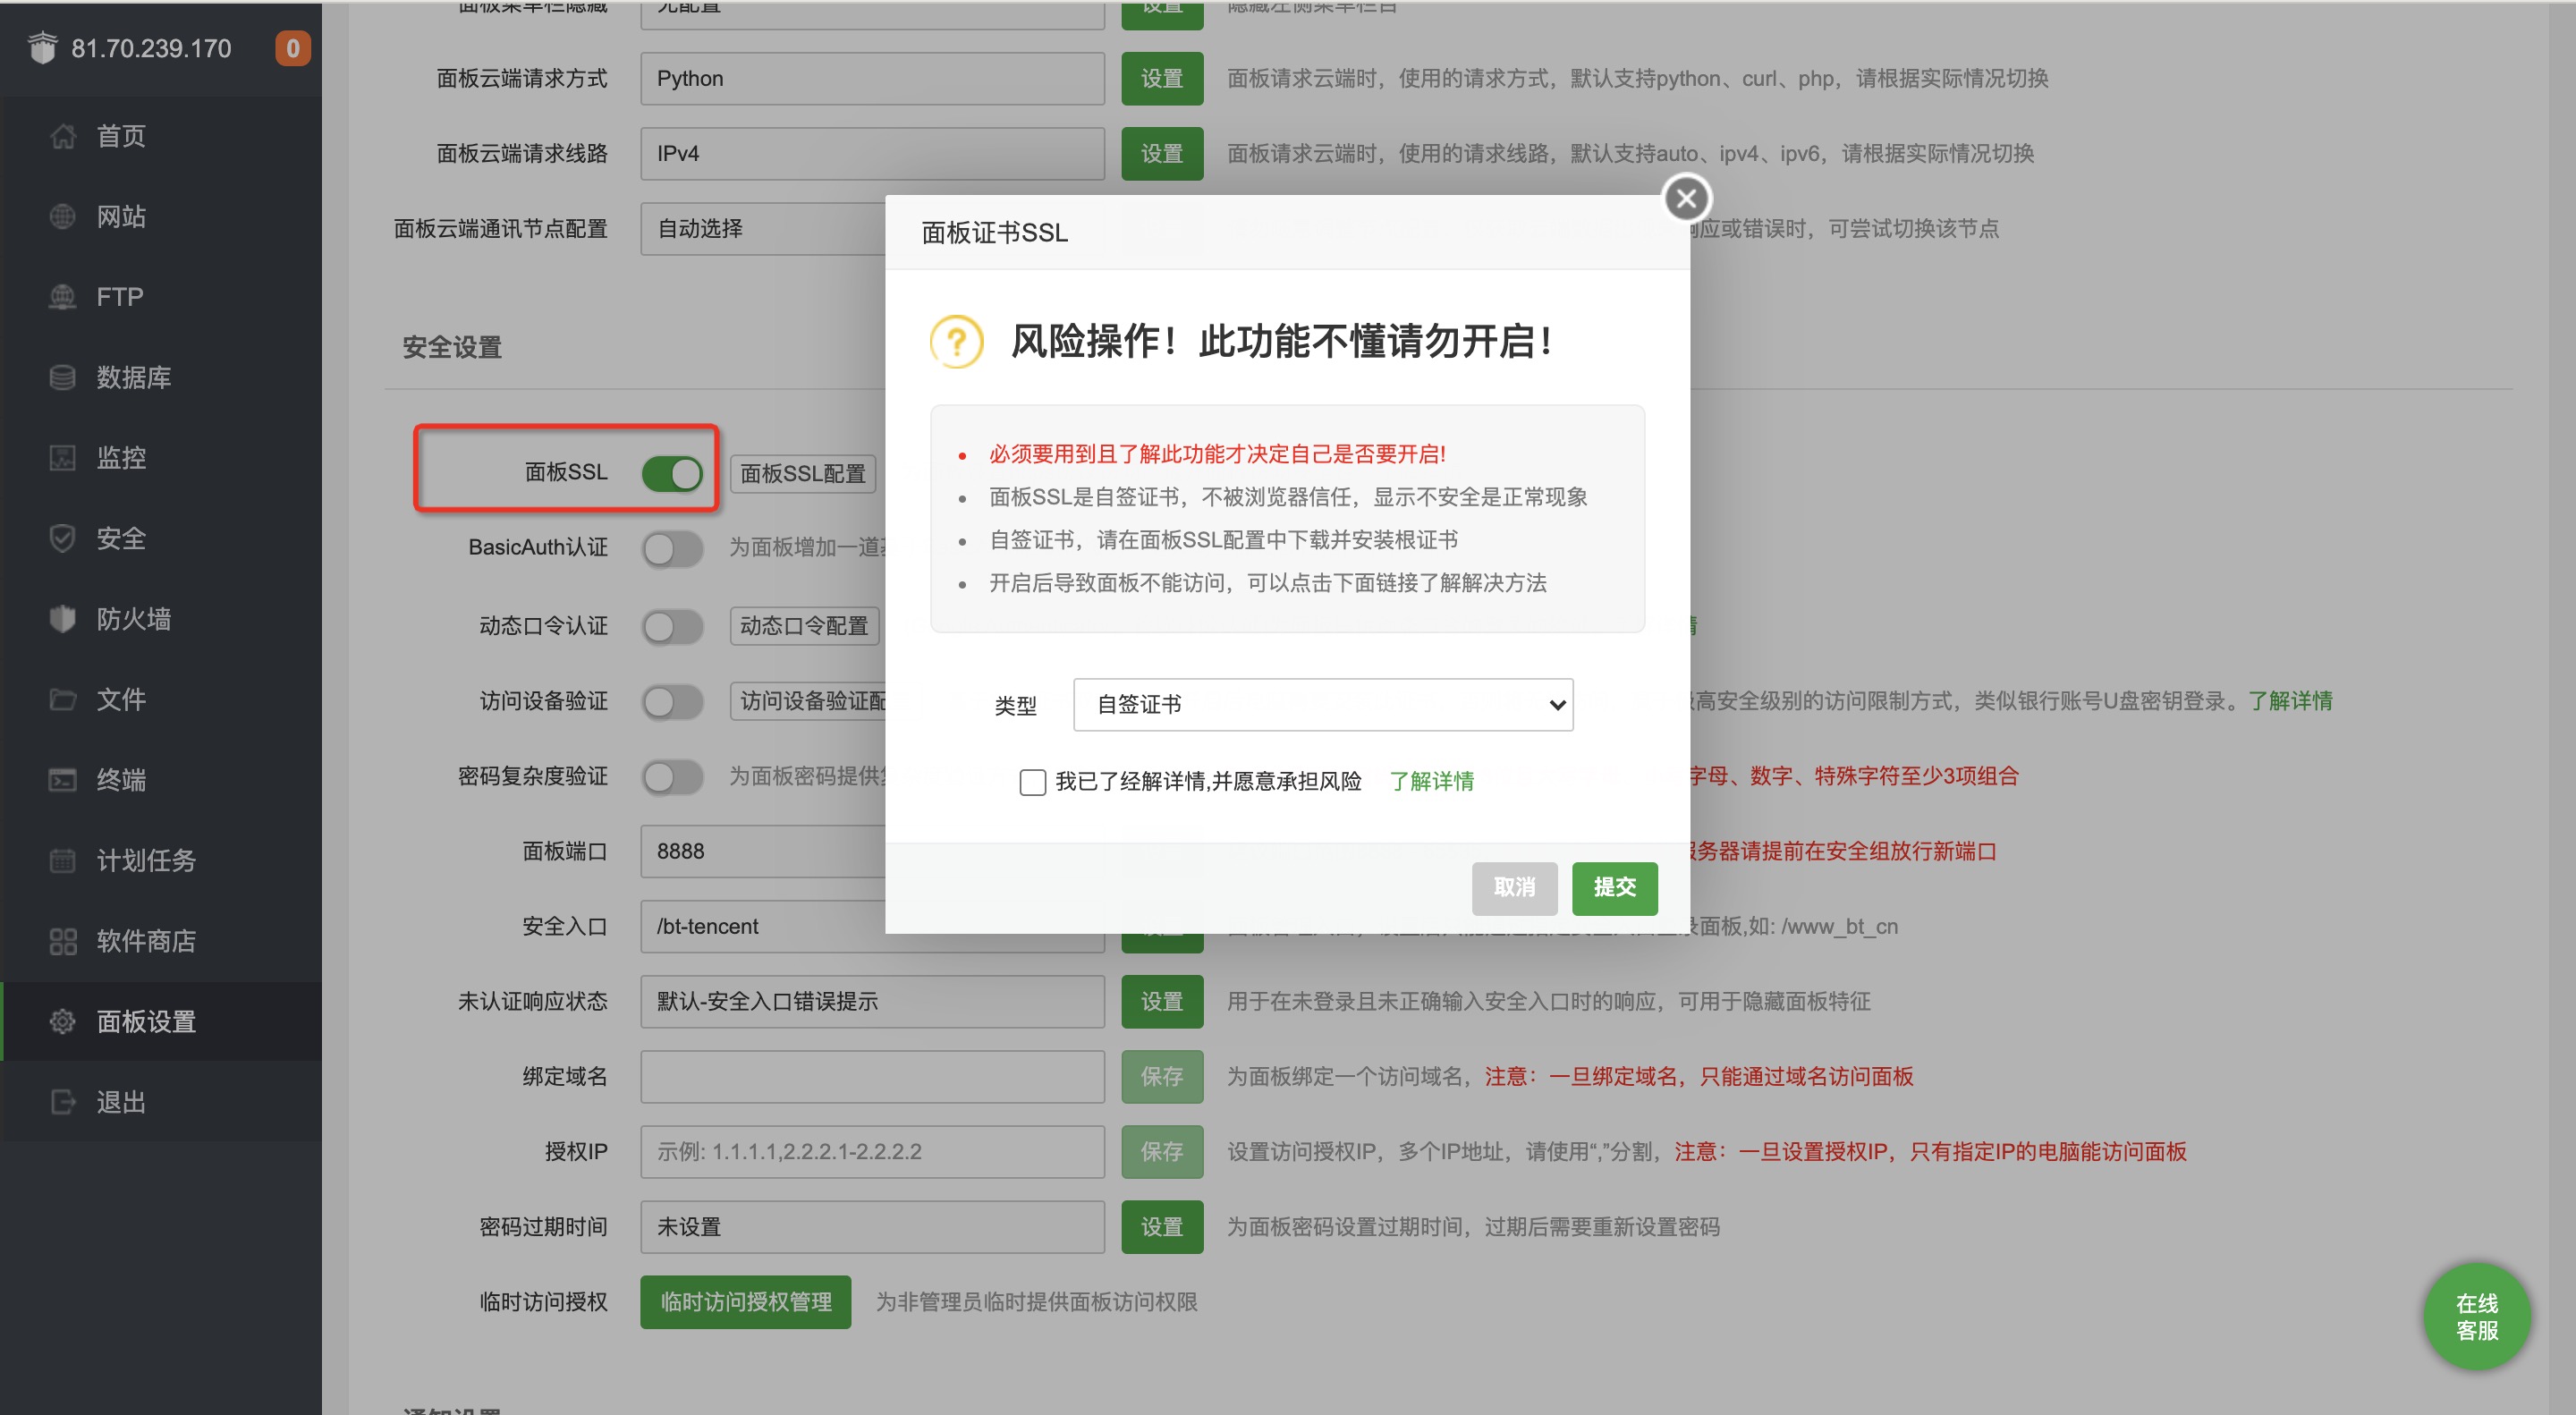 81.70.239.170
0
首页
网站
FTP
数据库
监控
安全
防火墙
文件
终端
计划任务
软件商店
面板设置
退出
面板菜单栏隐藏 无配置 设置 隐藏左侧菜单栏目
面板云端请求方式 Python 设置 面板请求云端时，使用的请求方式，默认支持python、curl、php，请根据实际情况切换
面板云端请求线路 IPv4 设置 面板请求云端时，使用的请求线路，默认支持auto、ipv4、ipv6，请根据实际情况切换
面板云端通讯节点配置 自动选择 应或错误时，可尝试切换该节点
安全设置
面板SSL 面板SSL配置
BasicAuth认证 为面板增加一道
动态口令认证 动态口令配置
访问设备验证 访问设备验证配 高安全级别的访问限制方式，类似银行账号U盘密钥登录。了解详情
密码复杂度验证 为面板密码提供 字母、数字、特殊字符至少3项组合
面板端口 8888 服务器请提前在安全组放行新端口
安全入口 /bt-tencent 录面板,如: /www_bt_cn
未认证响应状态 默认-安全入口错误提示 设置 用于在未登录且未正确输入安全入口时的响应，可用于隐藏面板特征
绑定域名 保存 为面板绑定一个访问域名，注意：一旦绑定域名，只能通过域名访问面板
授权IP 示例: 1.1.1.1,2.2.2.1-2.2.2.2 保存 设置访问授权IP，多个IP地址，请使用“,”分割，注意：一旦设置授权IP，只有指定IP的电脑能访问面板
密码过期时间 未设置 设置 为面板密码设置过期时间，过期后需要重新设置密码
临时访问授权 临时访问授权管理 为非管理员临时提供面板访问权限
面板证书SSL
风险操作！此功能不懂请勿开启！
必须要用到且了解此功能才决定自己是否要开启!
面板SSL是自签证书，不被浏览器信任，显示不安全是正常现象
自签证书，请在面板SSL配置中下载并安装根证书
开启后导致面板不能访问，可以点击下面链接了解解决方法
类型 自签证书
我已了经解详情,并愿意承担风险 了解详情
取消 提交
在线
客服